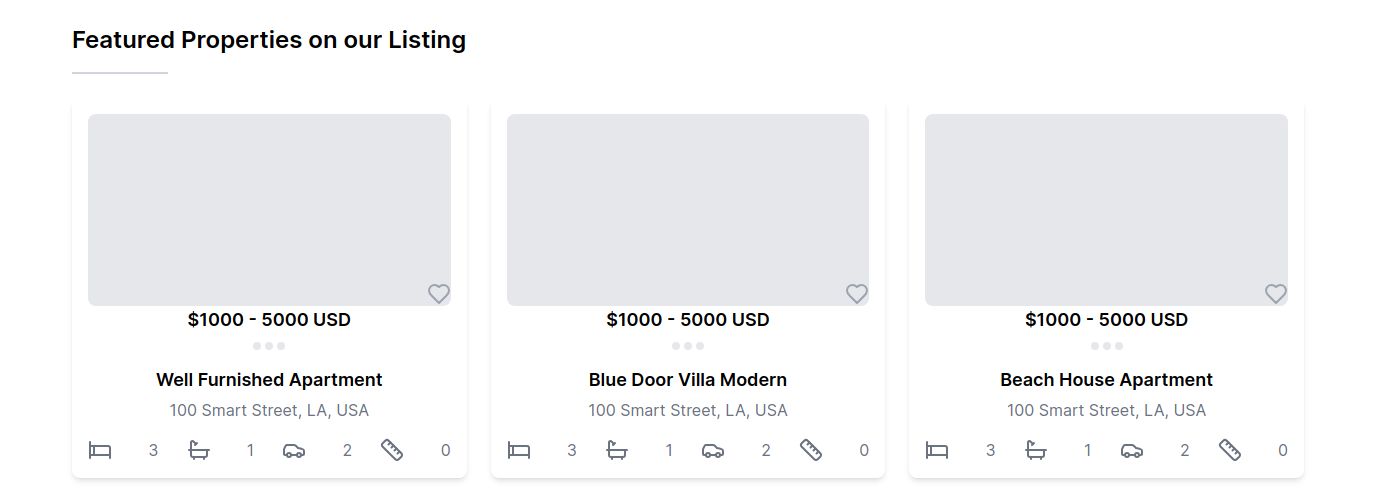 Featured Properties on our Listing
$1000 - 5000 USD
Well Furnished Apartment
100 Smart Street, LA, USA
3 1 2 0
$1000 - 5000 USD
Blue Door Villa Modern
100 Smart Street, LA, USA
3 1 2 0
$1000 - 5000 USD
Beach House Apartment
100 Smart Street, LA, USA
3 1 2 0